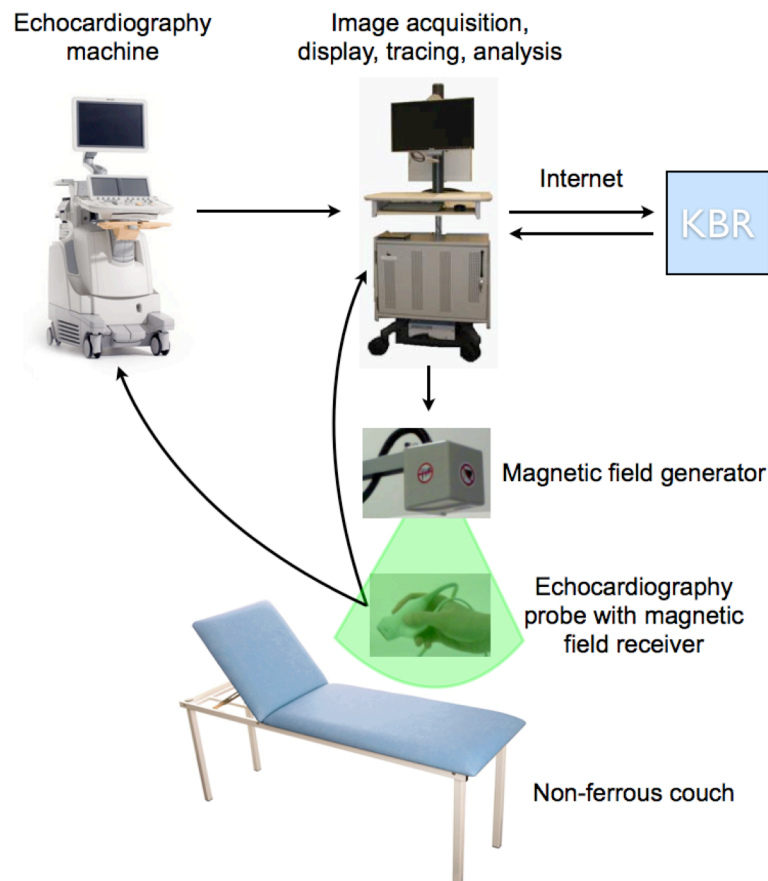 Echocardiography
machine
Image acquisition,
display, tracing, analysis
Internet
KBR
Magnetic field generator
Echocardiography
probe with magnetic
field receiver
Non-ferrous couch